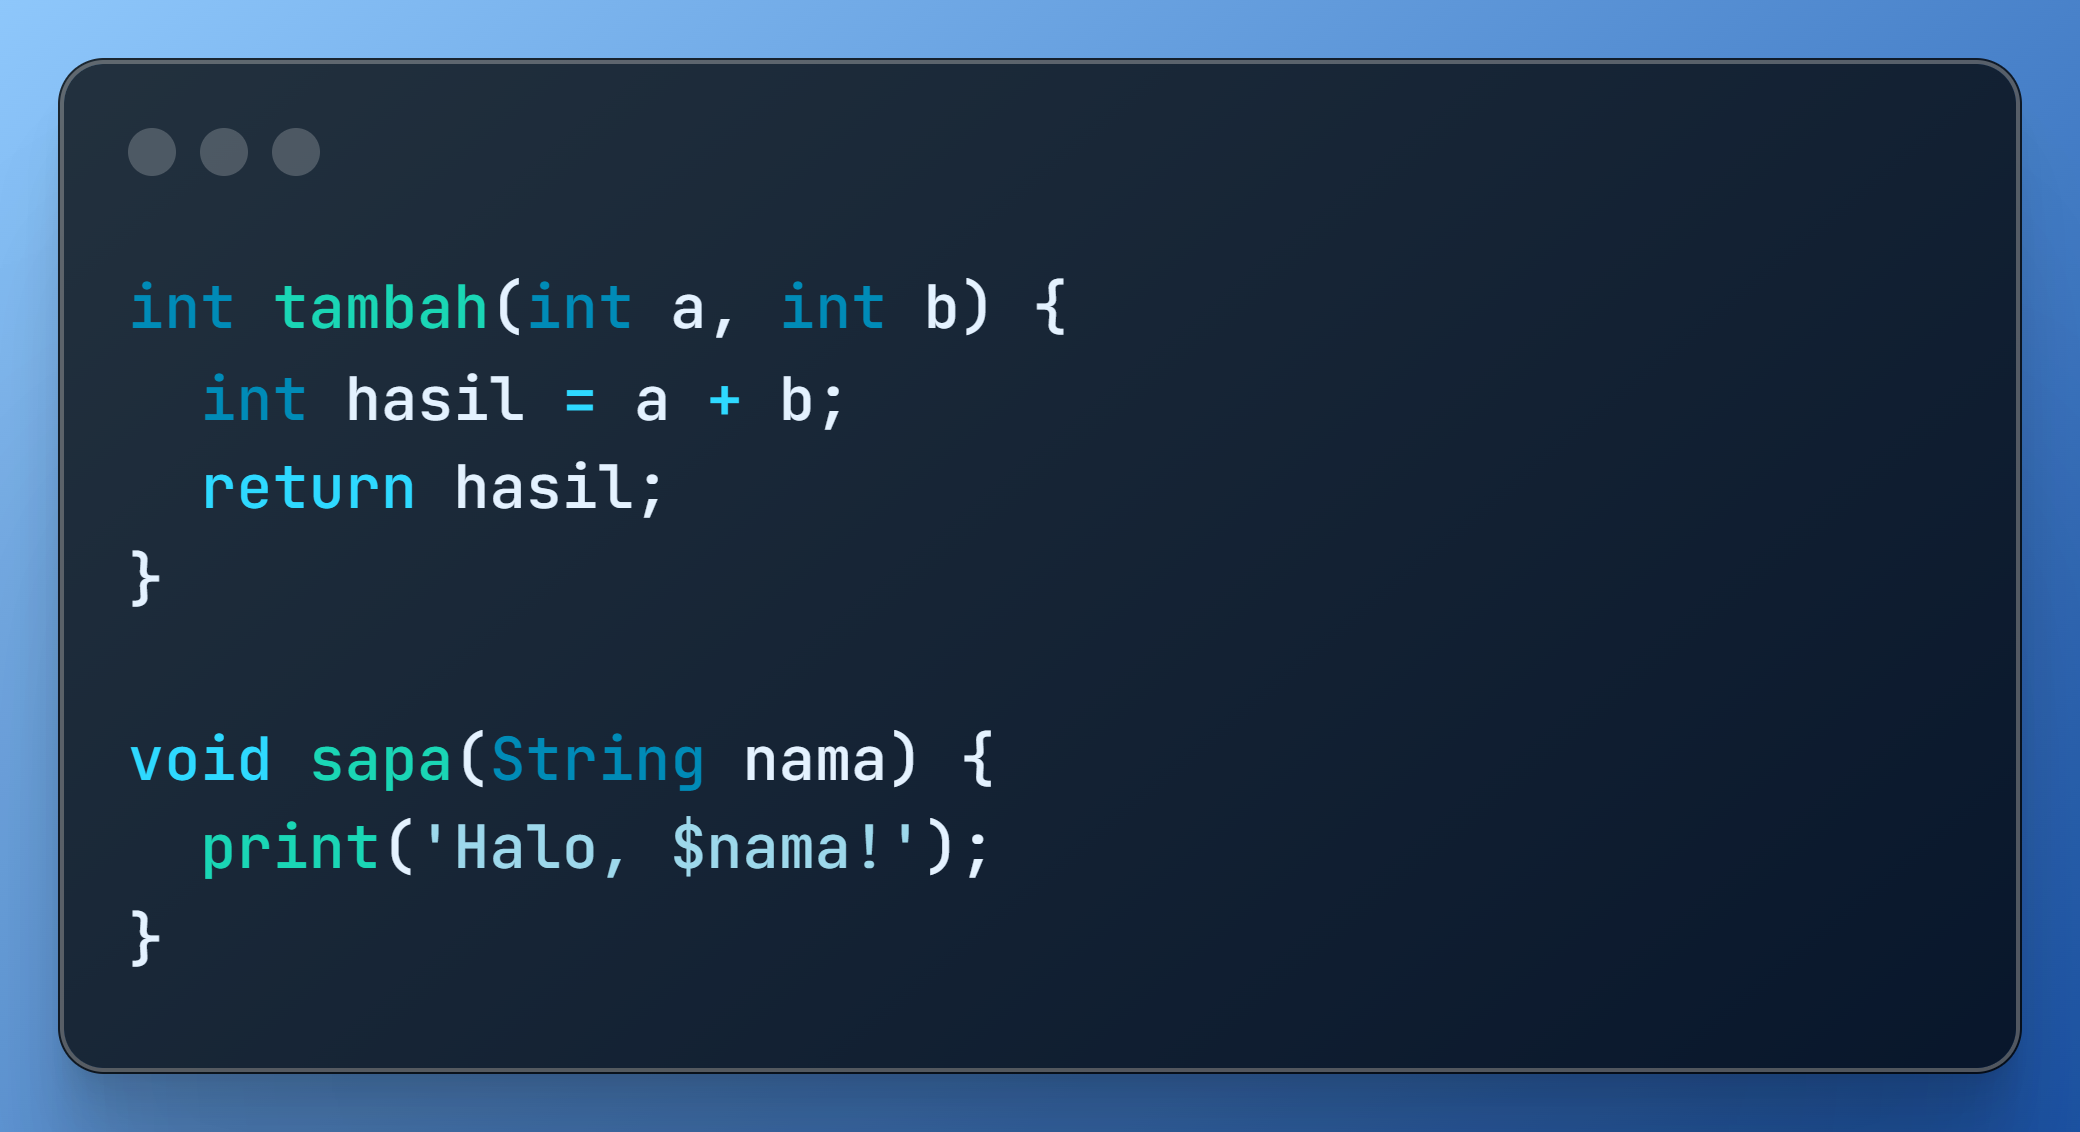 int tambah(int a, int b) {
  int hasil = a + b;
  return hasil;
}

void sapa(String nama) {
  print('Halo, $nama!');
}